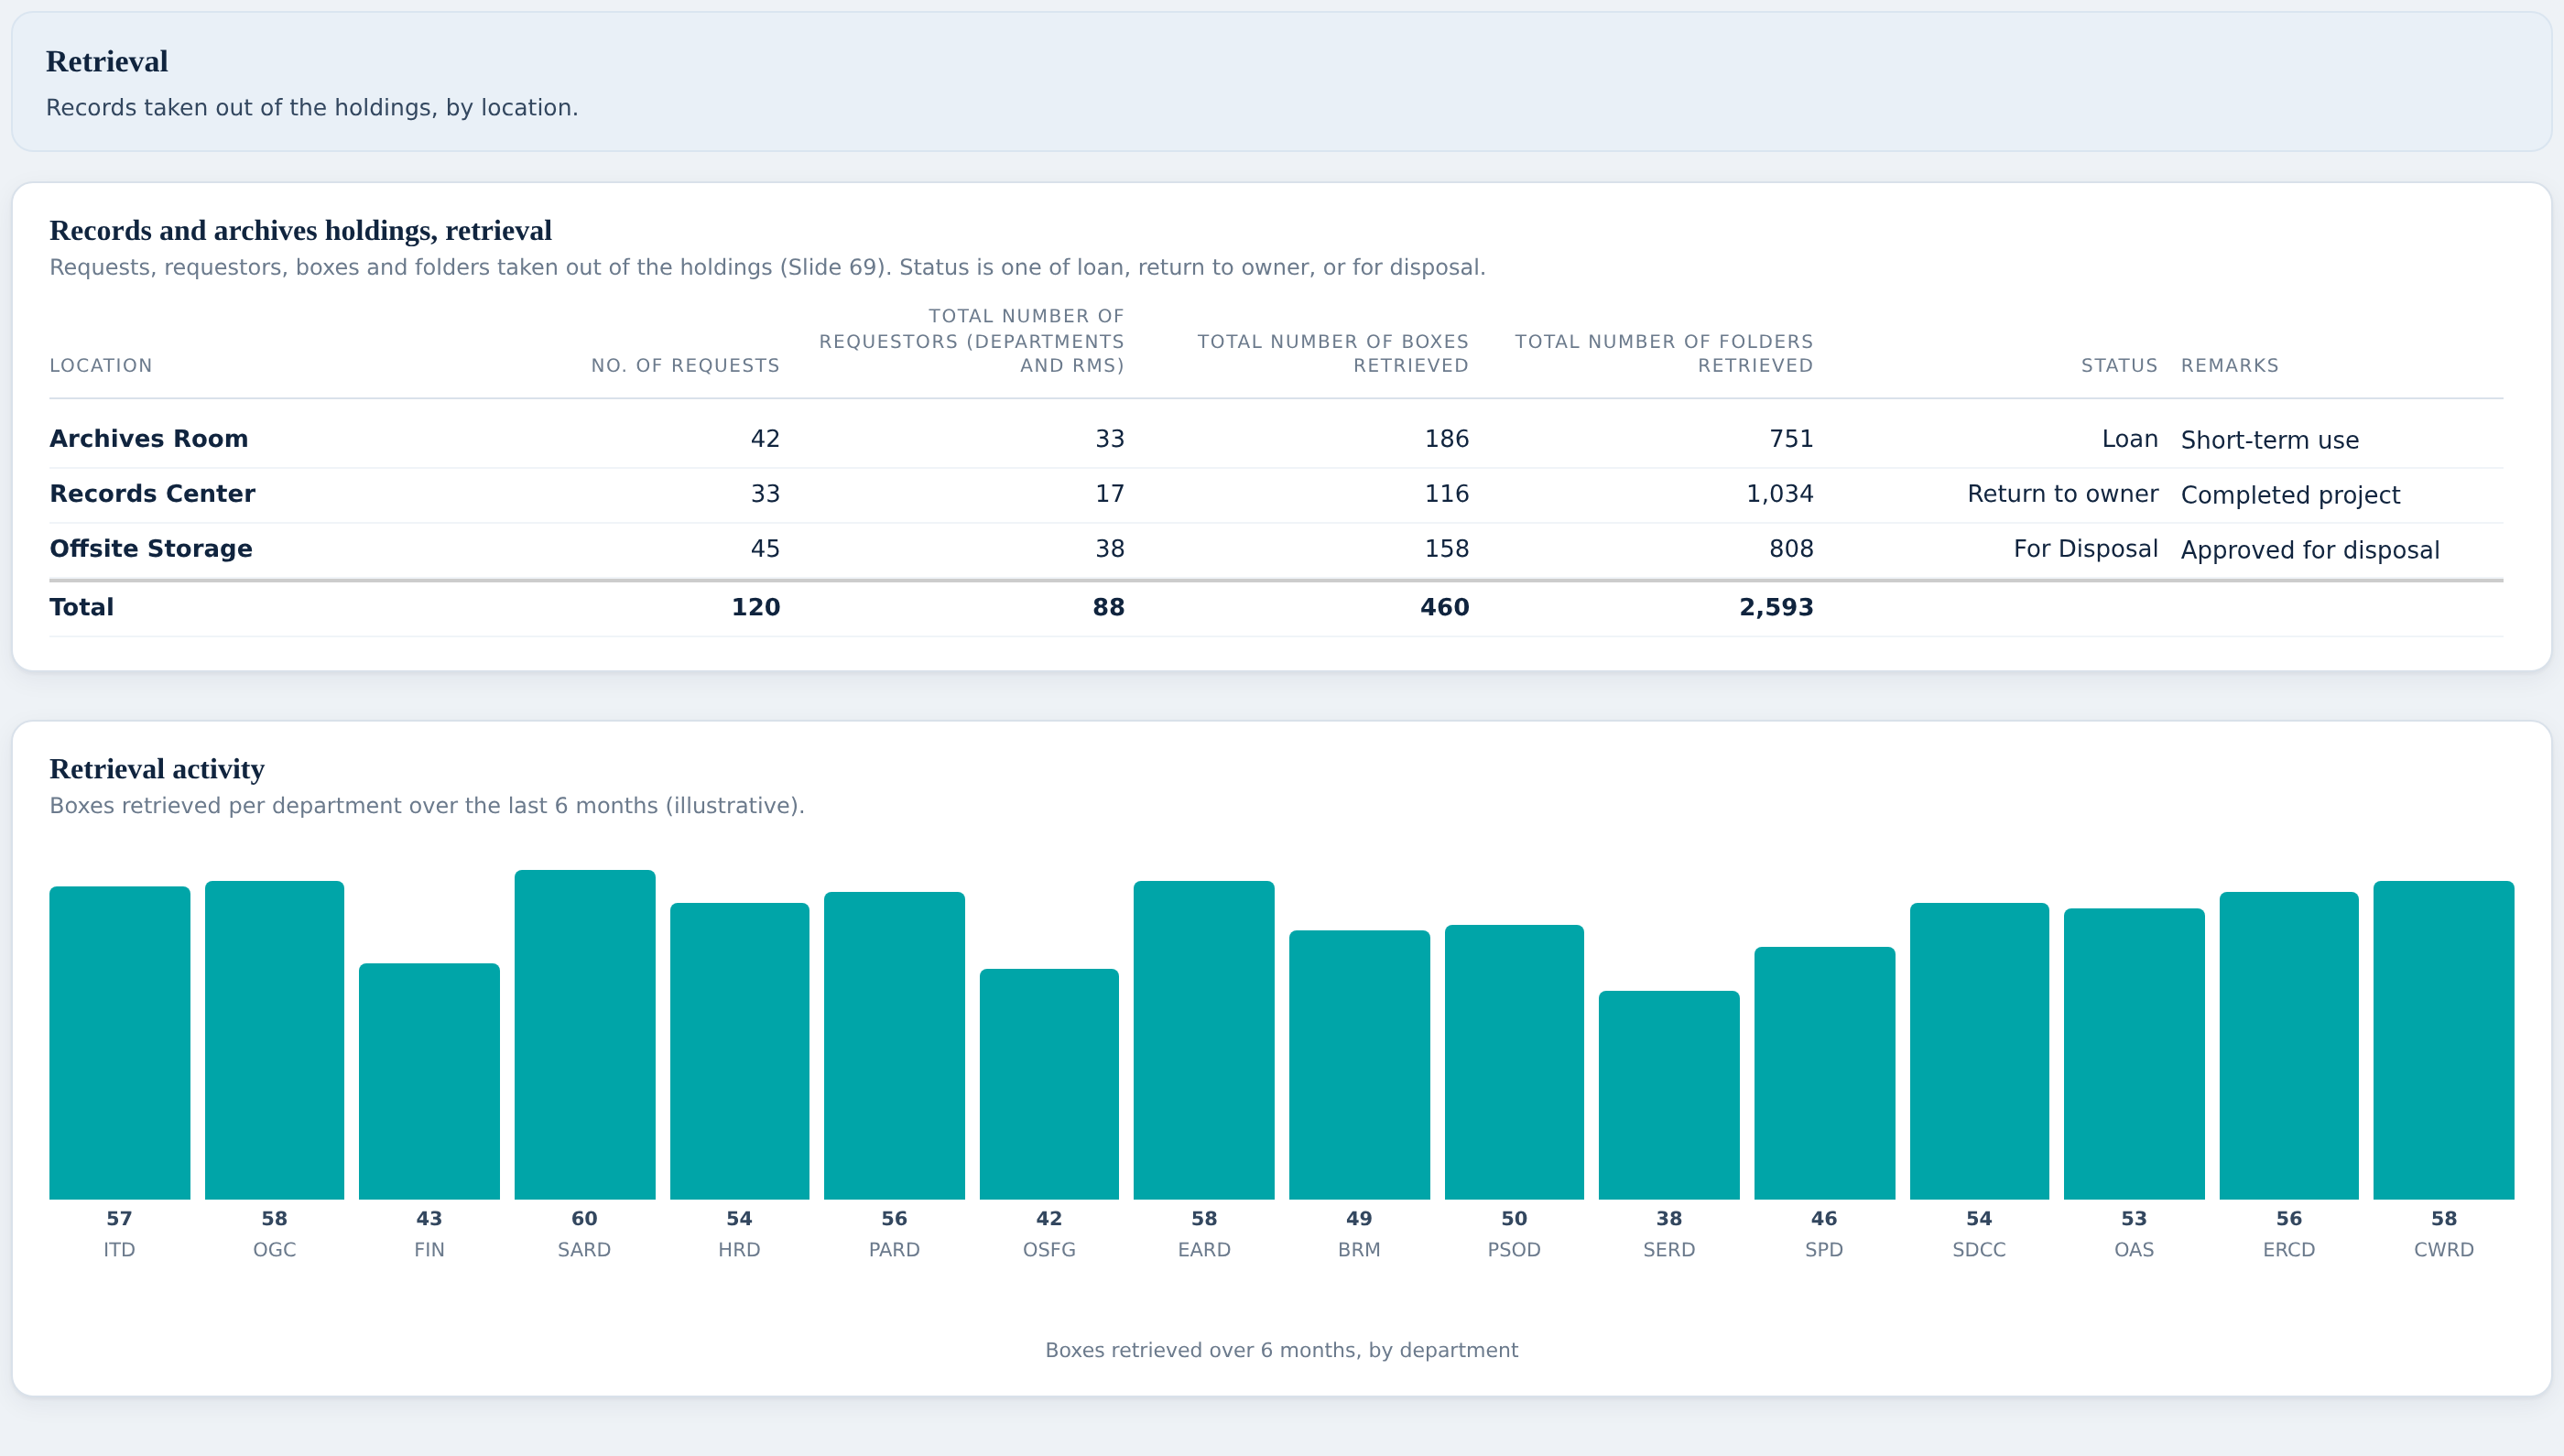 Retrieval
Records taken out of the holdings, by location.
Records and archives holdings, retrieval
Requests, requestors, boxes and folders taken out of the holdings (Slide 69). Status is one of loan, return to owner, or for disposal.
LOCATION NO. OF REQUESTS TOTAL NUMBER OF REQUESTORS (DEPARTMENTS AND RMS) TOTAL NUMBER OF BOXES RETRIEVED TOTAL NUMBER OF FOLDERS RETRIEVED STATUS REMARKS
Archives Room 42 33 186 751 Loan Short-term use
Records Center 33 17 116 1,034 Return to owner Completed project
Offsite Storage 45 38 158 808 For Disposal Approved for disposal
Total 120 88 460 2,593
Retrieval activity
Boxes retrieved per department over the last 6 months (illustrative).
57 58 43 60 54 56 42 58 49 50 38 46 54 53 56 58
ITD OGC FIN SARD HRD PARD OSFG EARD BRM PSOD SERD SPD SDCC OAS ERCD CWRD
Boxes retrieved over 6 months, by department